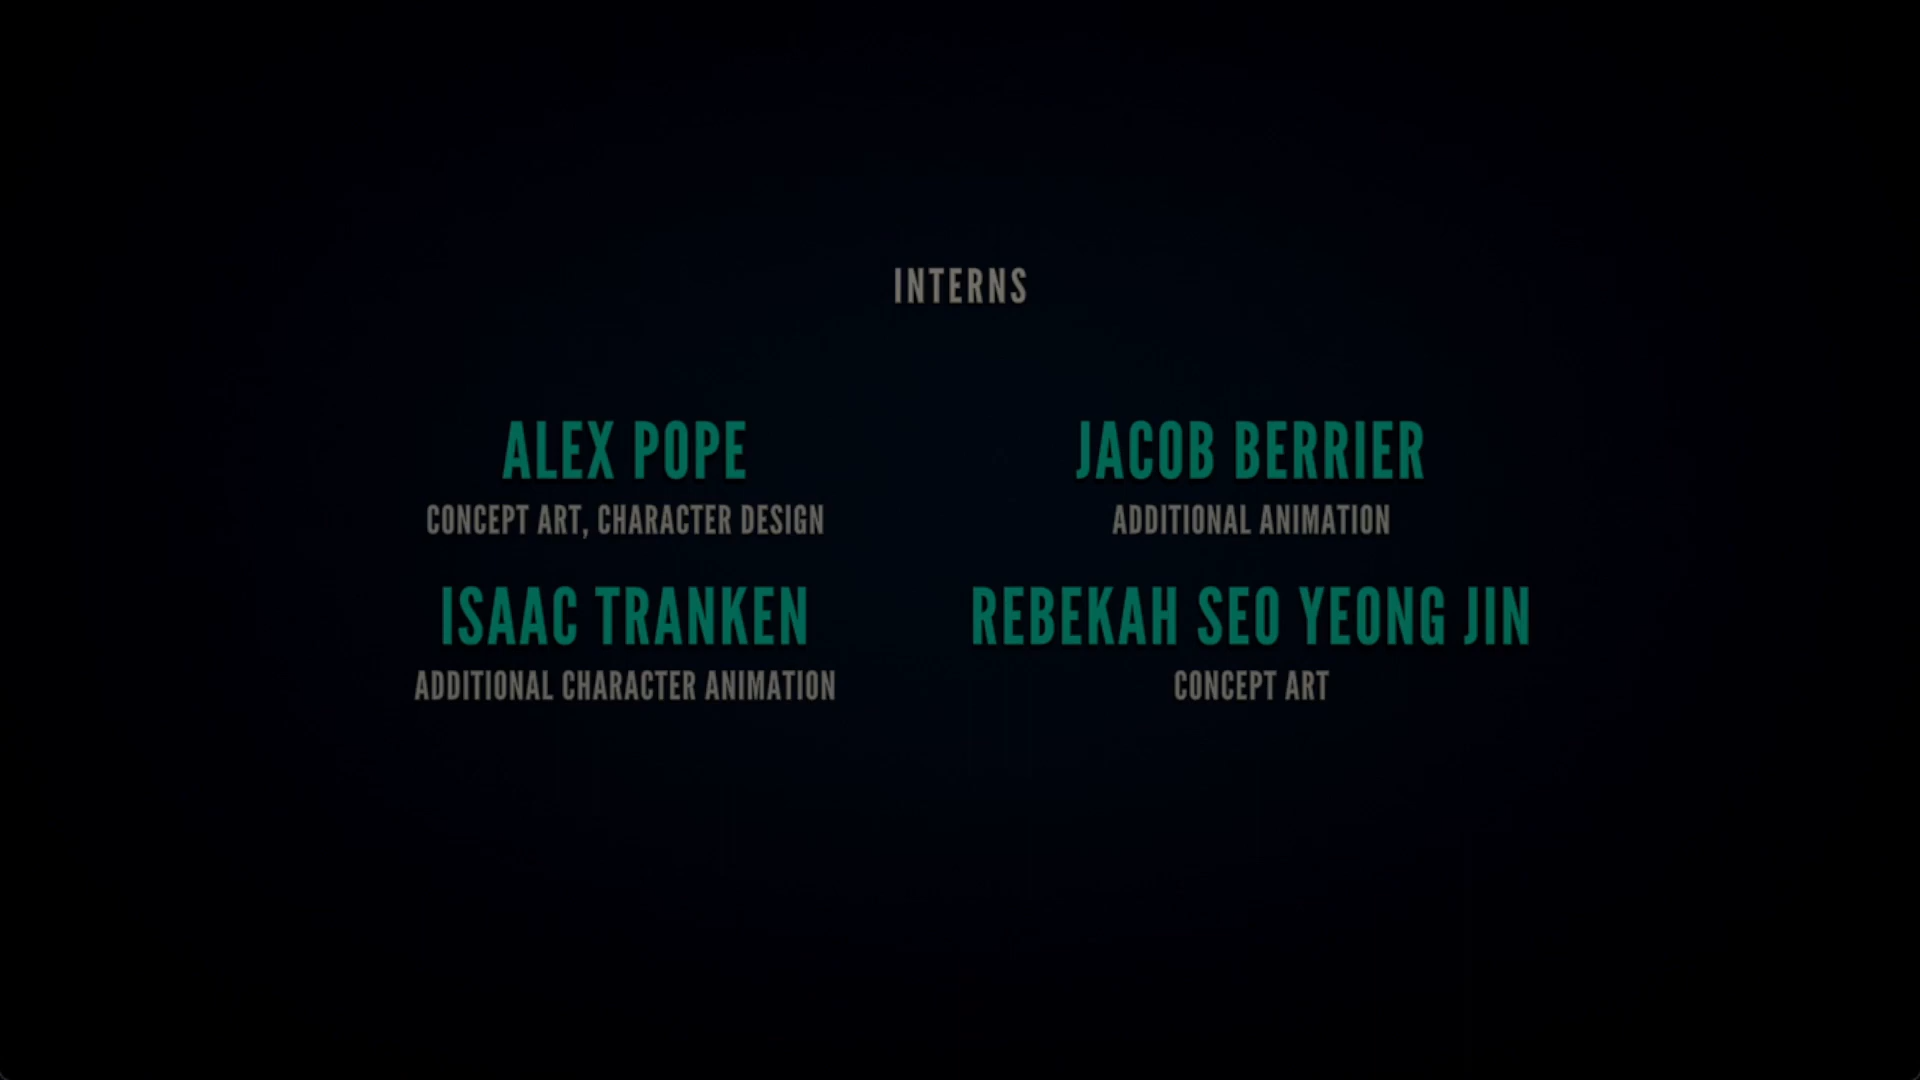 INTERNS
ALEX POPE
CONCEPT ART, CHARACTER DESIGN
JACOB BERRIER
ADDITIONAL ANIMATION
ISAAC TRANKEN
ADDITIONAL CHARACTER ANIMATION
REBEKAH SEO YEONG JIN
CONCEPT ART